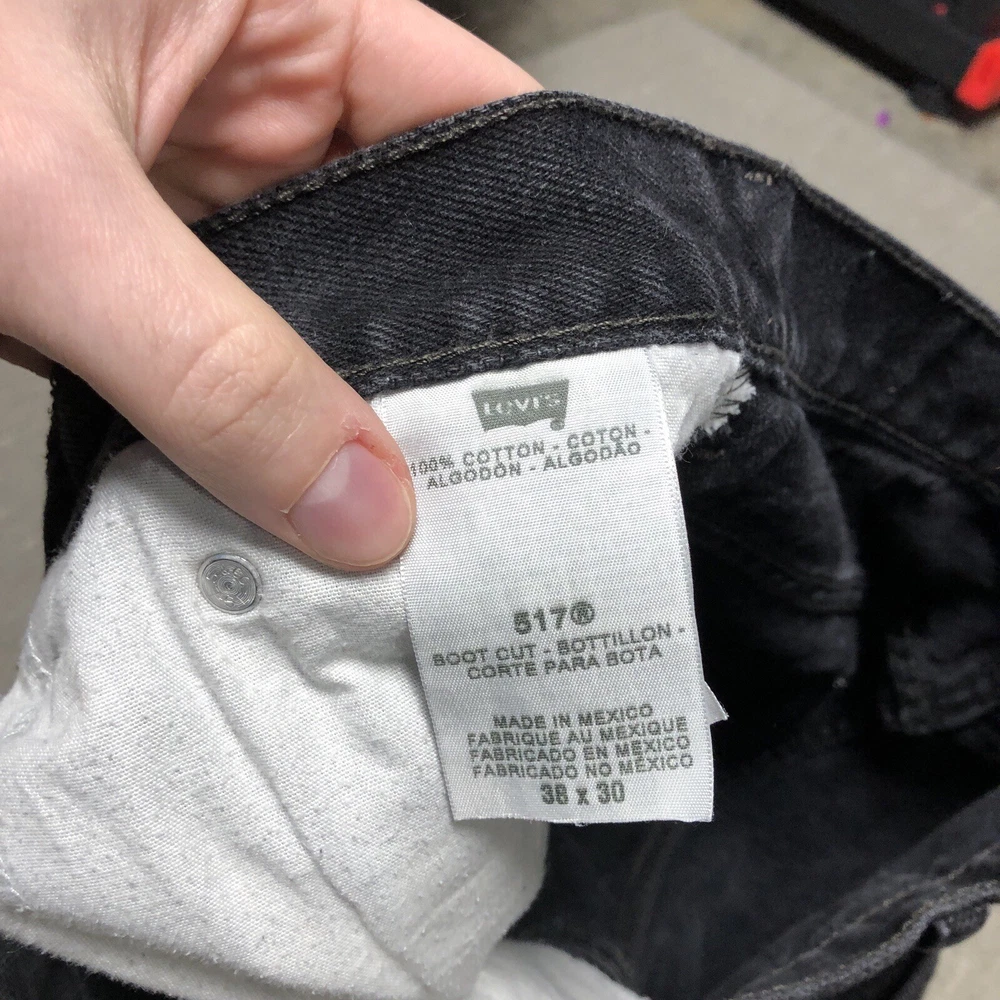 LEVI'S
100% COTTON - COTON -
ALGODÓN - ALGODÃO
517®
BOOT CUT - BOTTILLON -
CORTE PARA BOTA
MADE IN MEXICO
FABRIQUE AU MEXIQUE
FABRICADO EN MEXICO
FABRICADO NO MÉXICO
38 x 30